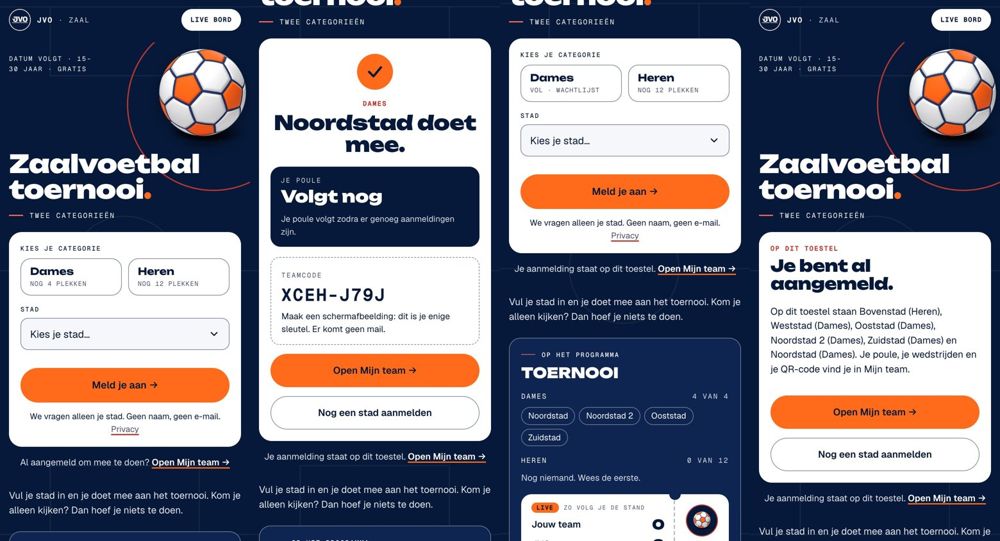 JVO
JVO · ZAAL
LIVE BORD
DATUM VOLGT · 15-
30 JAAR · GRATIS
Zaalvoetbal
toernooi.
TWEE CATEGORIEËN
KIES JE CATEGORIE
Dames
NOG 4 PLEKKEN
Heren
NOG 12 PLEKKEN
STAD
Kies je stad…
Meld je aan →
We vragen alleen je stad. Geen naam, geen e-mail.
Privacy
Al aangemeld om mee te doen? Open Mijn team →
Vul je stad in en je doet mee aan het toernooi. Kom je
alleen kijken? Dan hoef je niets te doen.
toernooi.
TWEE CATEGORIEËN
DAMES
Noordstad doet
mee.
JE POULE
Volgt nog
Je poule volgt zodra er genoeg aanmeldingen
zijn.
TEAMCODE
XCEH-J79J
Maak een schermafbeelding: dit is je enige
sleutel. Er komt geen mail.
Open Mijn team →
Nog een stad aanmelden
Je aanmelding staat op dit toestel. Open Mijn team →
Vul je stad in en je doet mee aan het toernooi. Kom je
alleen kijken? Dan hoef je niets te doen.
toernooi.
TWEE CATEGORIEËN
KIES JE CATEGORIE
Dames
VOL · WACHTLIJST
Heren
NOG 12 PLEKKEN
STAD
Kies je stad…
Meld je aan →
We vragen alleen je stad. Geen naam, geen e-mail.
Privacy
Je aanmelding staat op dit toestel. Open Mijn team →
Vul je stad in en je doet mee aan het toernooi. Kom je
alleen kijken? Dan hoef je niets te doen.
OP HET PROGRAMMA
TOERNOOI
DAMES
4 VAN 4
Noordstad
Noordstad 2
Ooststad
Zuidstad
HEREN
0 VAN 12
Nog niemand. Wees de eerste.
LIVE
ZO VOLG JE DE STAND
Jouw team
0
JVO
JVO · ZAAL
LIVE BORD
DATUM VOLGT · 15-
30 JAAR · GRATIS
Zaalvoetbal
toernooi.
TWEE CATEGORIEËN
OP DIT TOESTEL
Je bent al
aangemeld.
Op dit toestel staan Bovenstad (Heren),
Weststad (Dames), Ooststad (Dames),
Noordstad 2 (Dames), Zuidstad (Dames) en
Noordstad (Dames). Je poule, je wedstrijden en
je QR-code vind je in Mijn team.
Open Mijn team →
Nog een stad aanmelden
Je aanmelding staat op dit toestel. Open Mijn team →
Vul je stad in en je doet mee aan het toernooi. Kom je